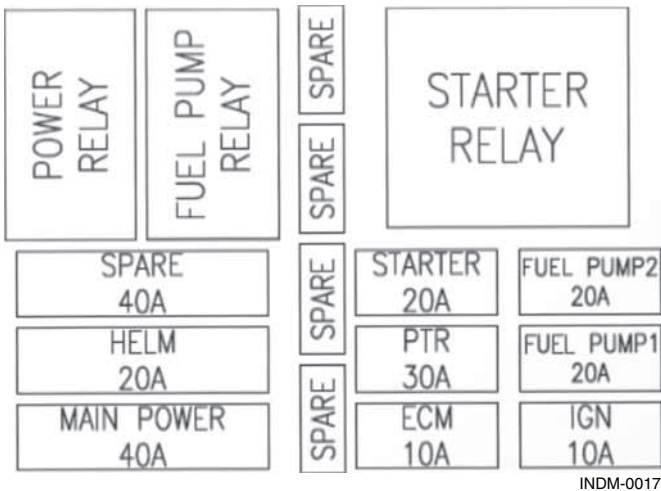 POWER
RELAY
FUEL PUMP
RELAY
SPARE
SPARE
SPARE
SPARE
STARTER
RELAY
SPARE
40A
HELM
20A
MAIN POWER
40A
STARTER
20A
PTR
30A
ECM
10A
FUEL PUMP2
20A
FUEL PUMP1
20A
IGN
10A
INDM-0017